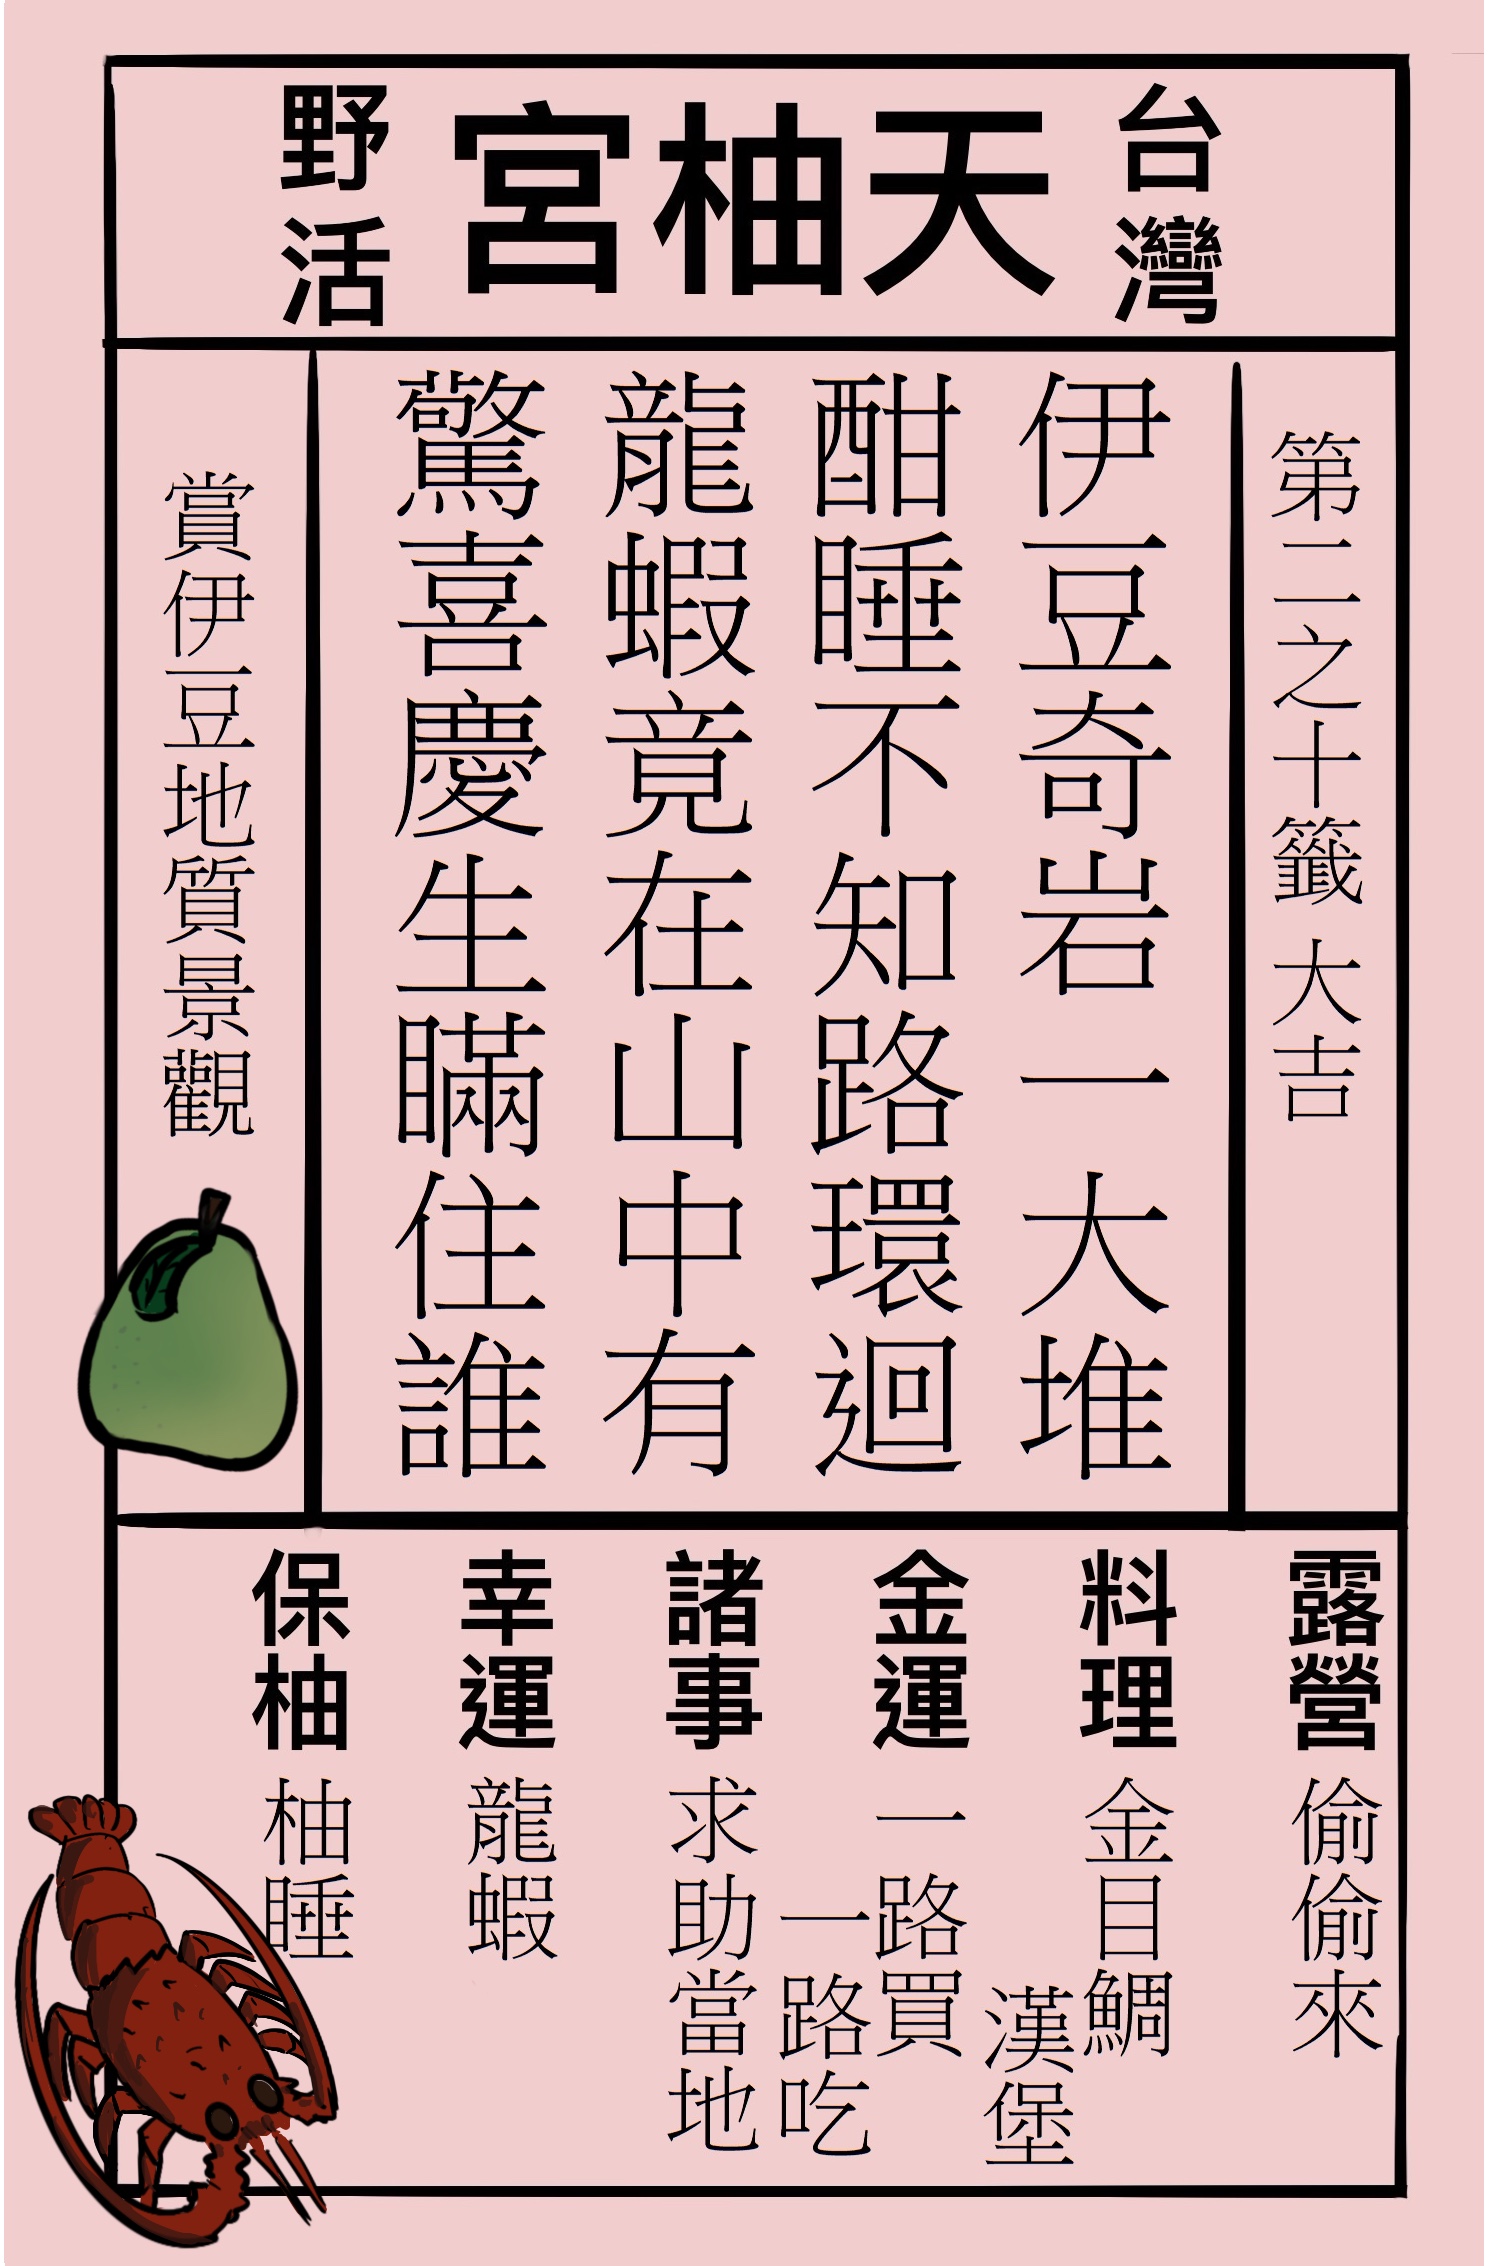 台灣
天柚宮
野活
第二之十籤 大吉
伊豆奇岩一大堆
酣睡不知路環迴
龍蝦竟在山中有
驚喜慶生瞞住誰
賞伊豆地質景觀
露營
偷偷來
料理
金目鯛
漢堡
金運
一路買
一路吃
諸事
求助當地
幸運
龍蝦
保柚
柚睡